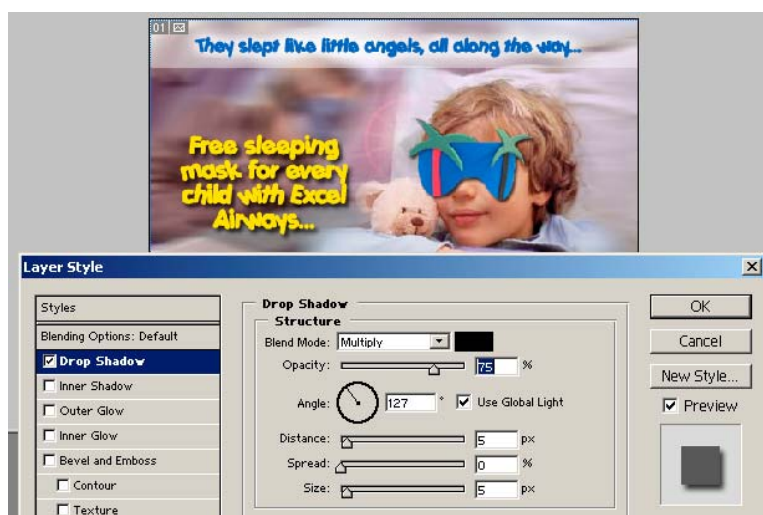 01
They slept like little angels, all along the way...
Free sleeping
mask for every
child with Excel
Airways...
Layer Style
Styles
Blending Options: Default
Drop Shadow
Inner Shadow
Outer Glow
Inner Glow
Bevel and Emboss
Contour
Texture
Drop Shadow
Structure
Blend Mode: Multiply
Opacity: 75 %
Angle: 127 ° Use Global Light
Distance: 5 px
Spread: 0 %
Size: 5 px
OK
Cancel
New Style...
Preview